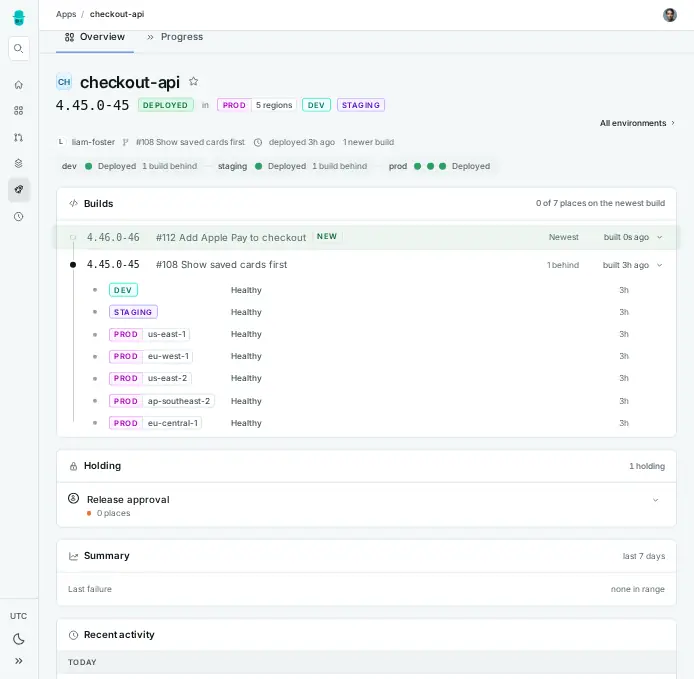 Apps / checkout-api
Overview
Progress
CH checkout-api
4.45.0-45 DEPLOYED in PROD 5 regions DEV STAGING
All environments
L liam-foster #108 Show saved cards first deployed 3h ago 1 newer build
dev Deployed 1 build behind staging Deployed 1 build behind prod Deployed
Builds 0 of 7 places on the newest build
4.46.0-46 #112 Add Apple Pay to checkout NEW Newest built 0s ago
4.45.0-45 #108 Show saved cards first 1 behind built 3h ago
DEV Healthy 3h
STAGING Healthy 3h
PROD us-east-1 Healthy 3h
PROD eu-west-1 Healthy 3h
PROD us-east-2 Healthy 3h
PROD ap-southeast-2 Healthy 3h
PROD eu-central-1 Healthy 3h
Holding 1 holding
Release approval
0 places
Summary last 7 days
Last failure none in range
Recent activity
TODAY
UTC